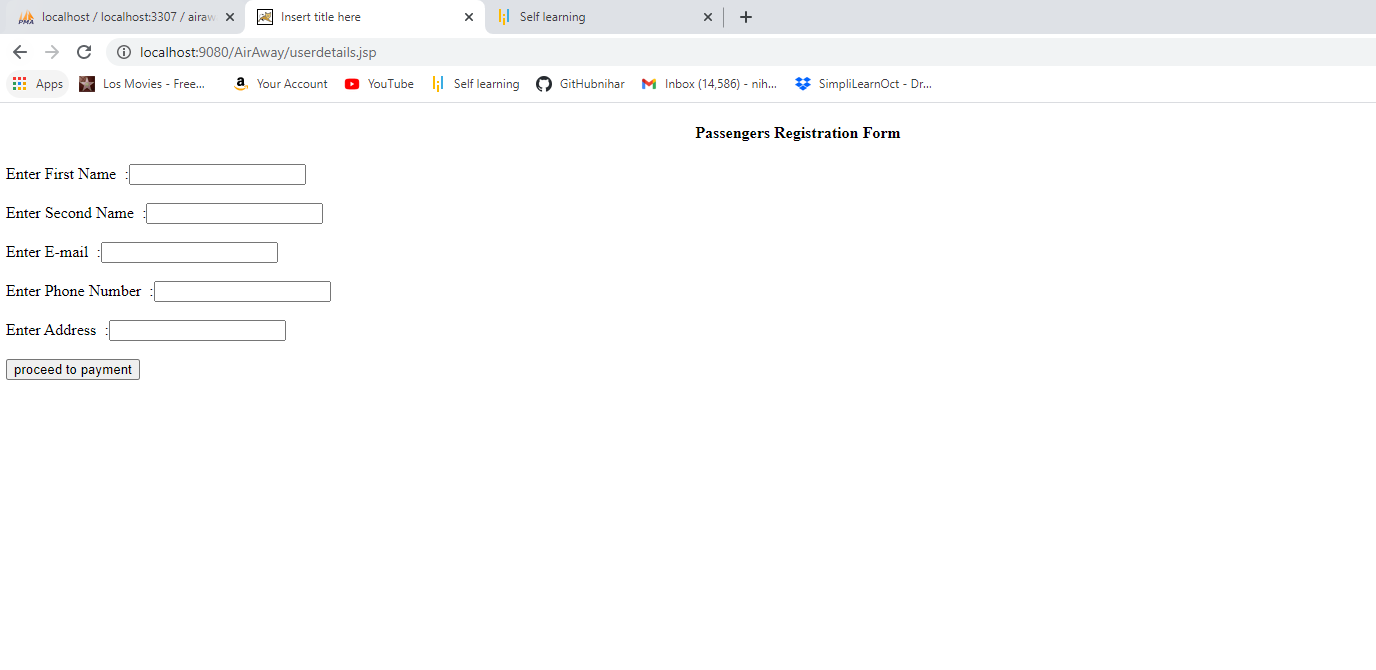 PMA localhost / localhost:3307 / airaw
Insert title here
Self learning
localhost:9080/AirAway/userdetails.jsp
Apps Los Movies - Free... a Your Account YouTube Self learning GitHubnihar Inbox (14,586) - nih... SimpliLearnOct - Dr...
Passengers Registration Form
Enter First Name :
Enter Second Name :
Enter E-mail :
Enter Phone Number :
Enter Address :
proceed to payment